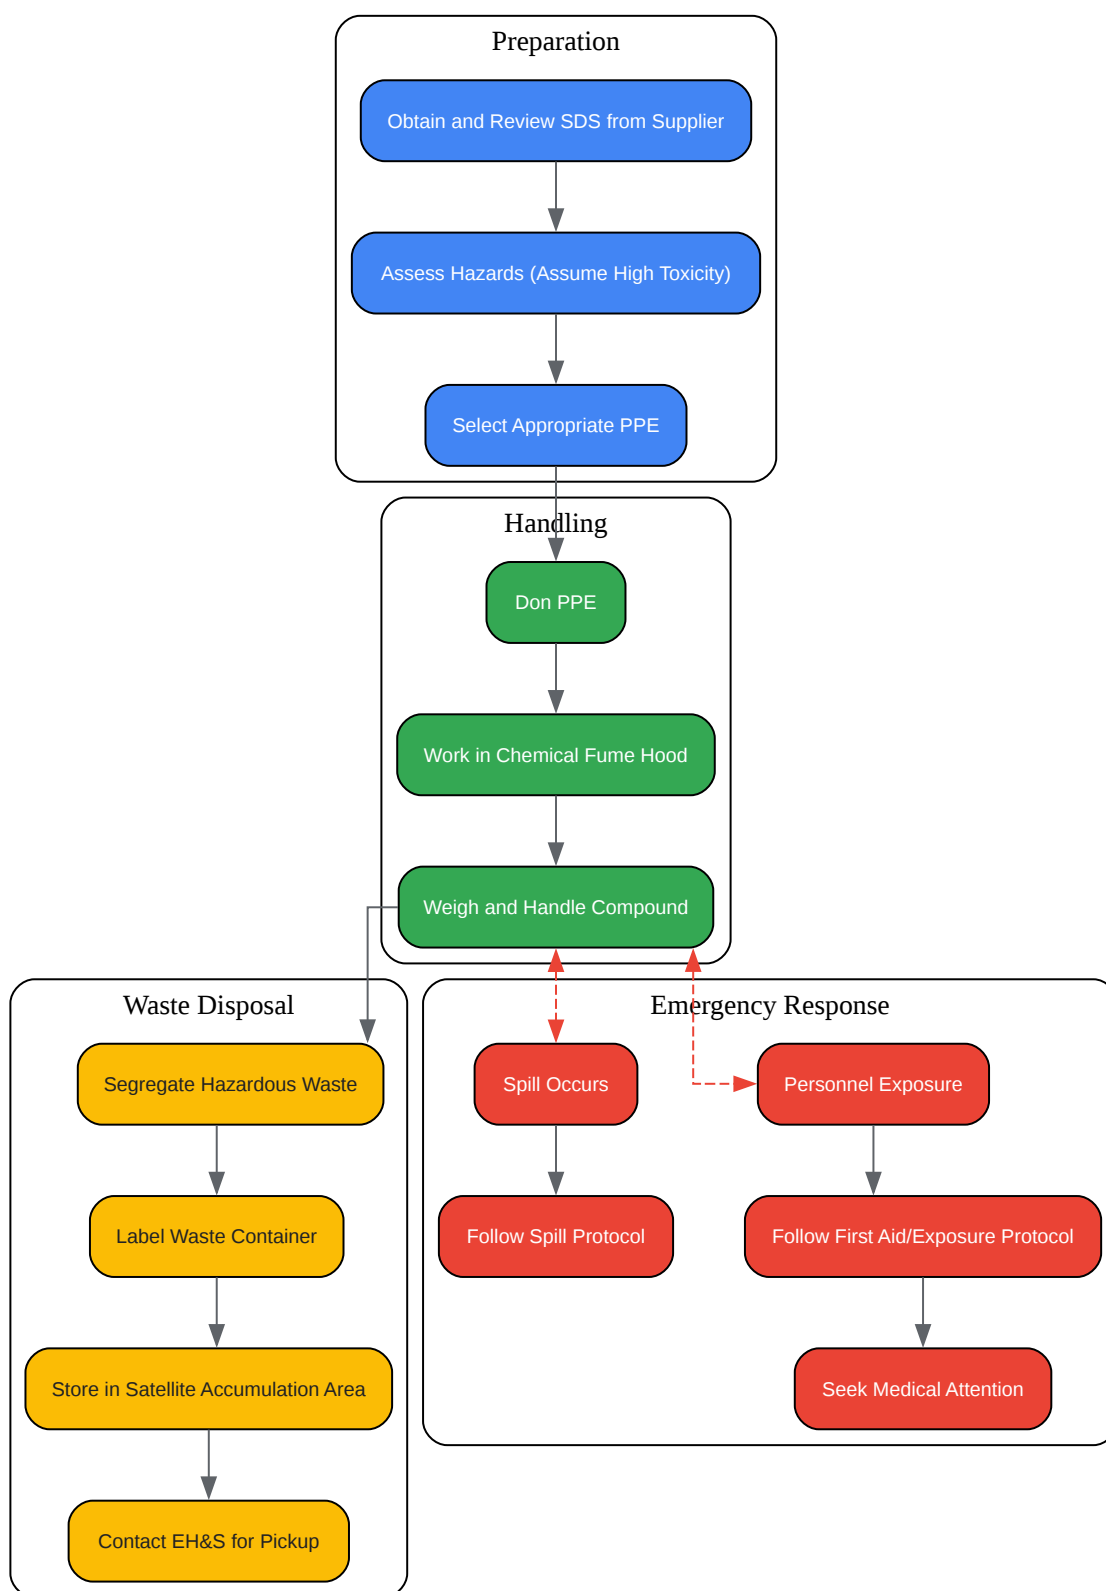 Preparation
Obtain and Review SDS from Supplier
Assess Hazards (Assume High Toxicity)
Select Appropriate PPE
Handling
Don PPE
Work in Chemical Fume Hood
Weigh and Handle Compound
Waste Disposal
Segregate Hazardous Waste
Label Waste Container
Store in Satellite Accumulation Area
Contact EH&S for Pickup
Emergency Response
Spill Occurs
Follow Spill Protocol
Personnel Exposure
Follow First Aid/Exposure Protocol
Seek Medical Attention